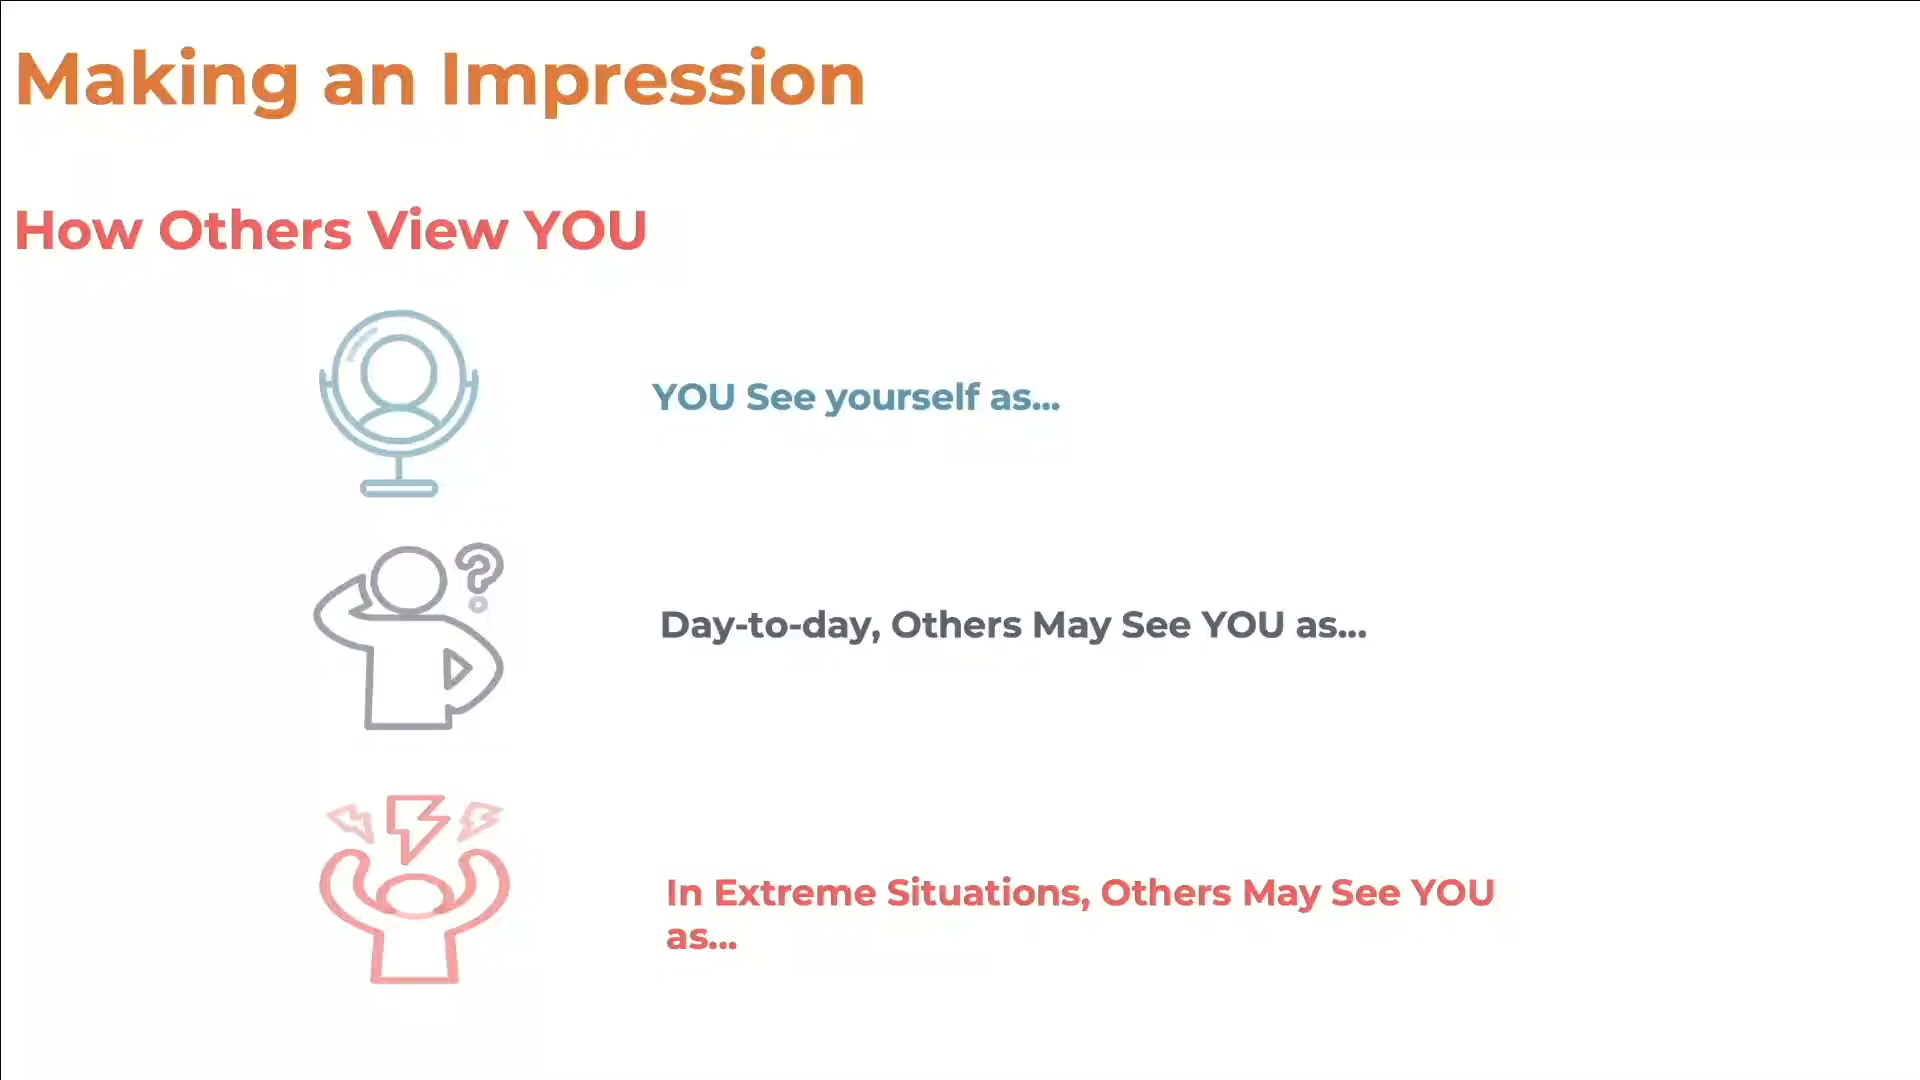 Making an Impression
How Others View YOU
YOU See yourself as...
?
Day-to-day, Others May See YOU as...
In Extreme Situations, Others May See YOU
as...